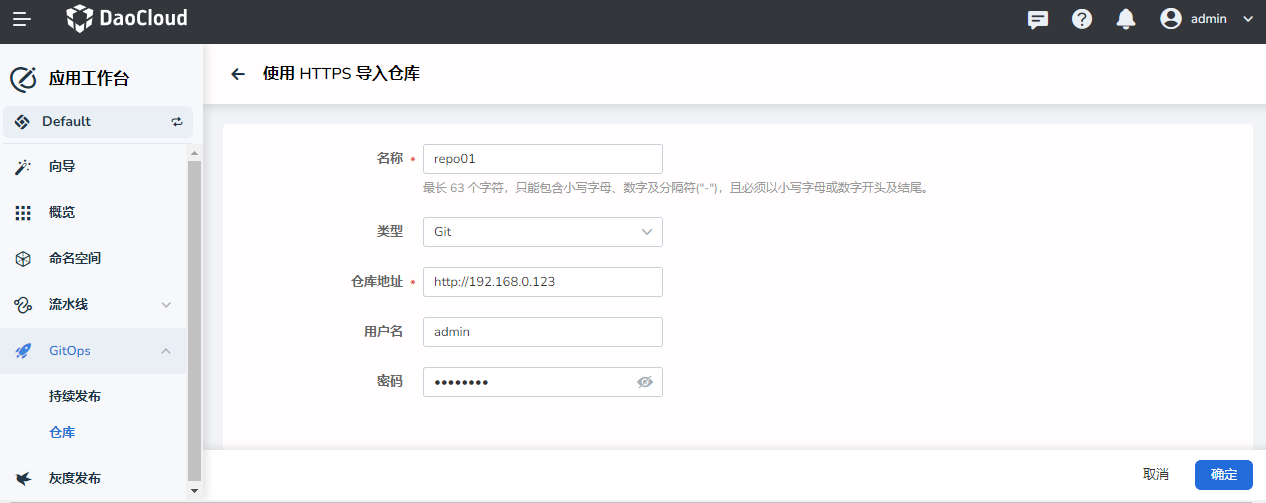 DaoCloud
admin
应用工作台
使用 HTTPS 导入仓库
Default
向导
概览
命名空间
流水线
GitOps
持续发布
仓库
灰度发布
名称 * repo01
最长 63 个字符，只能包含小写字母、数字及分隔符("-")，且必须以小写字母或数字开头及结尾。
类型 Git
仓库地址 * http://192.168.0.123
用户名 admin
密码 ••••••••
取消 确定